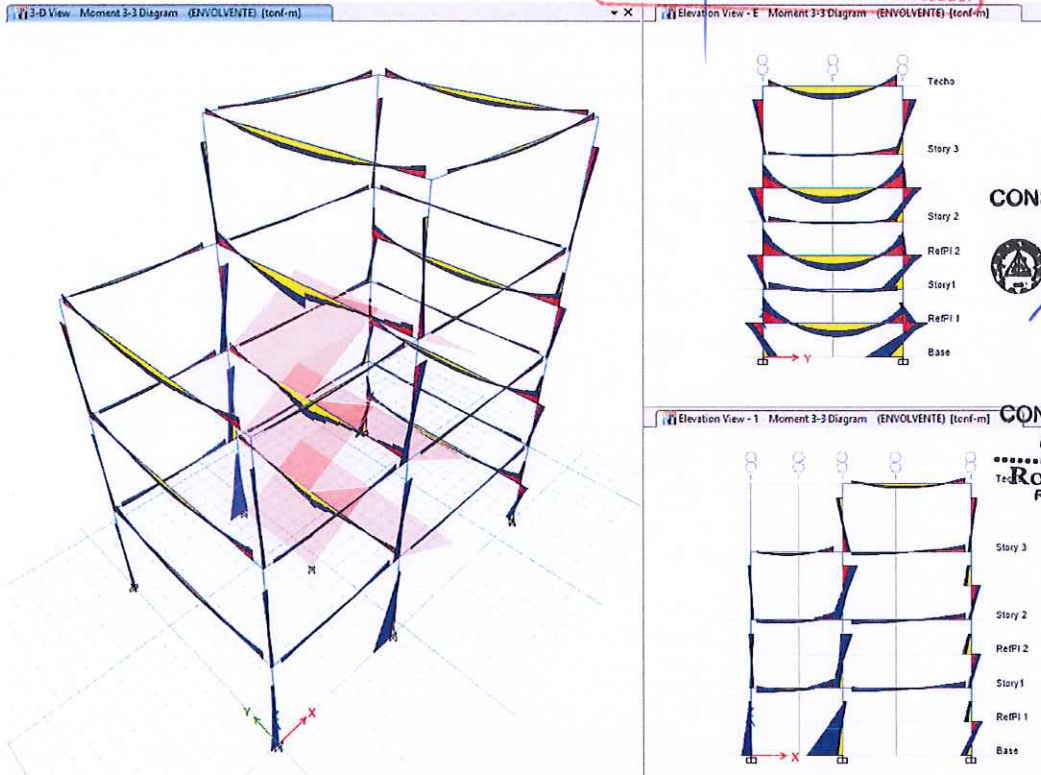 3-D View Moment 3-3 Diagram (ENVOLVENTE) [tonf-m]
Y
X
Elevation View - E Moment 3-3 Diagram (ENVOLVENTE) [tonf-m]
Techo
Story 3
Story 2
RefPl 2
Story1
RefPl 1
Base
Y
CONS
Elevation View - 1 Moment 3-3 Diagram (ENVOLVENTE) [tonf-m]
CON
Ro
Story 3
Story 2
RefPl 2
Story1
RefPl 1
Base
X